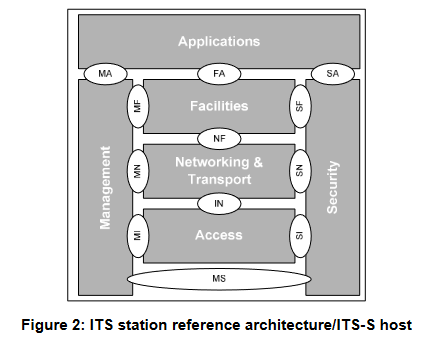 Applications
MA
FA
SA
MF
Facilities
SF
NF
Management
MN
Networking &
Transport
SN
Security
IN
MI
Access
SI
MS
Figure 2: ITS station reference architecture/ITS-S host